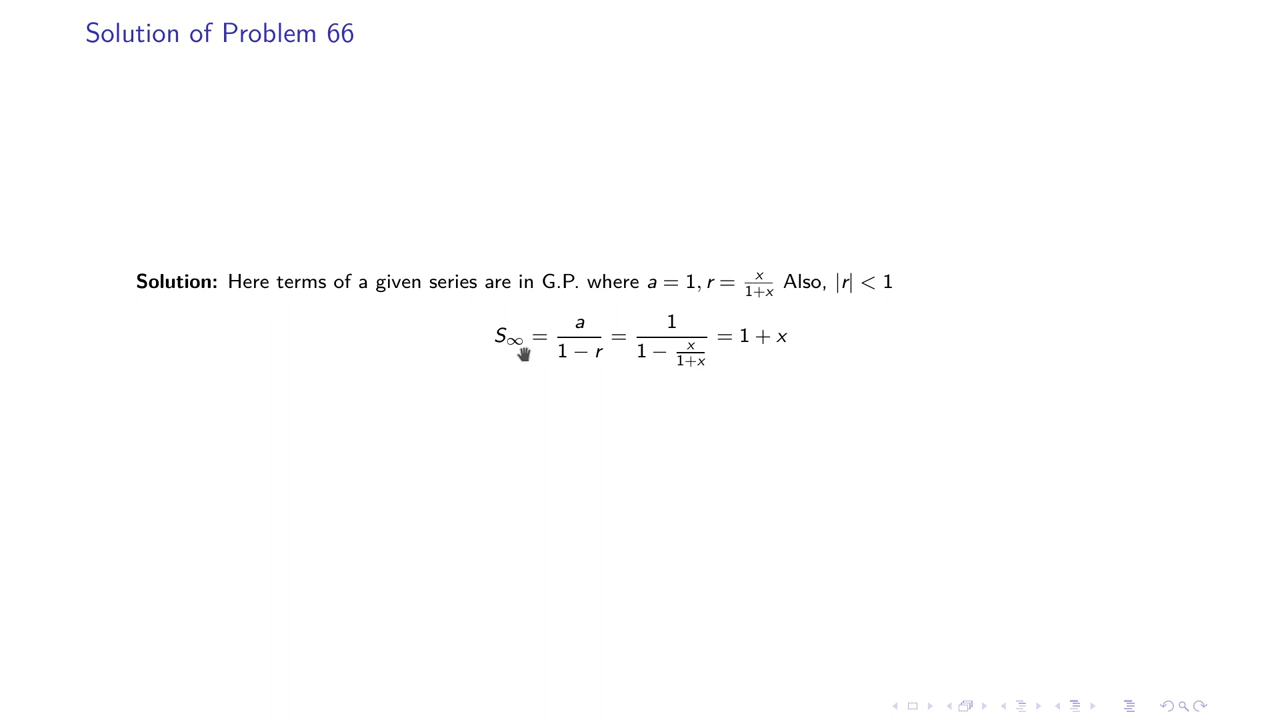 Solution of Problem 66
Solution: Here terms of a given series are in G.P. where a = 1, r = x/(1+x) Also, |r| < 1
S∞ = a/(1 − r) = 1/(1 − x/(1+x)) = 1 + x